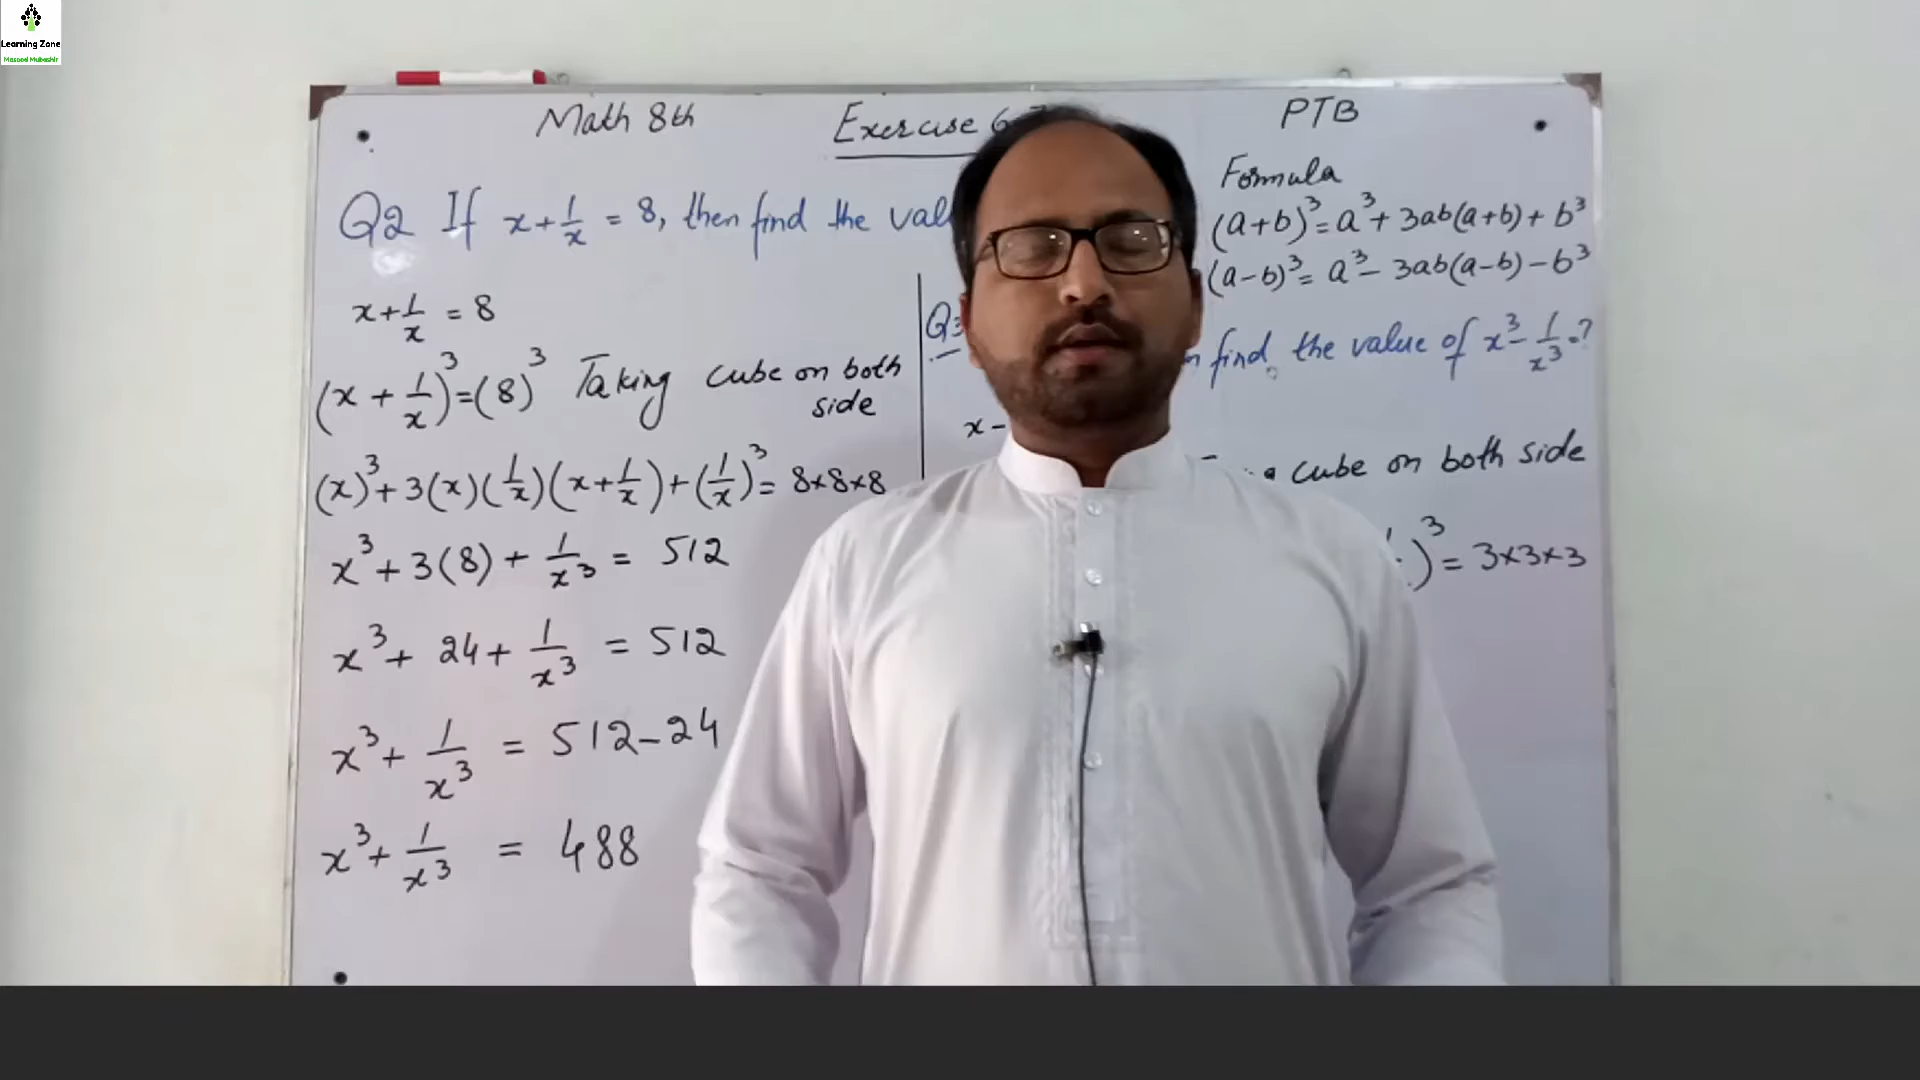 Learning Zone
Masood Mubashir
Math 8th
Exercise
PTB
Q2 If x+1/x = 8, then find the
x+1/x = 8
(x+1/x)³=(8)³ Taking cube on both
side
(x)³+3(x)(1/x)(x+1/x)+(1/x)³= 8×8×8
x³+3(8)+1/x³ = 512
x³+ 24+1/x³ = 512
x³+1/x³ = 512-24
x³+1/x³ = 488
Formula
(a+b)³=a³+3ab(a+b)+b³
(a-b)³= a³-3ab(a-b)-b³
find the value of x³-1/x³=?
x-
cube on both side
)³= 3×3×3